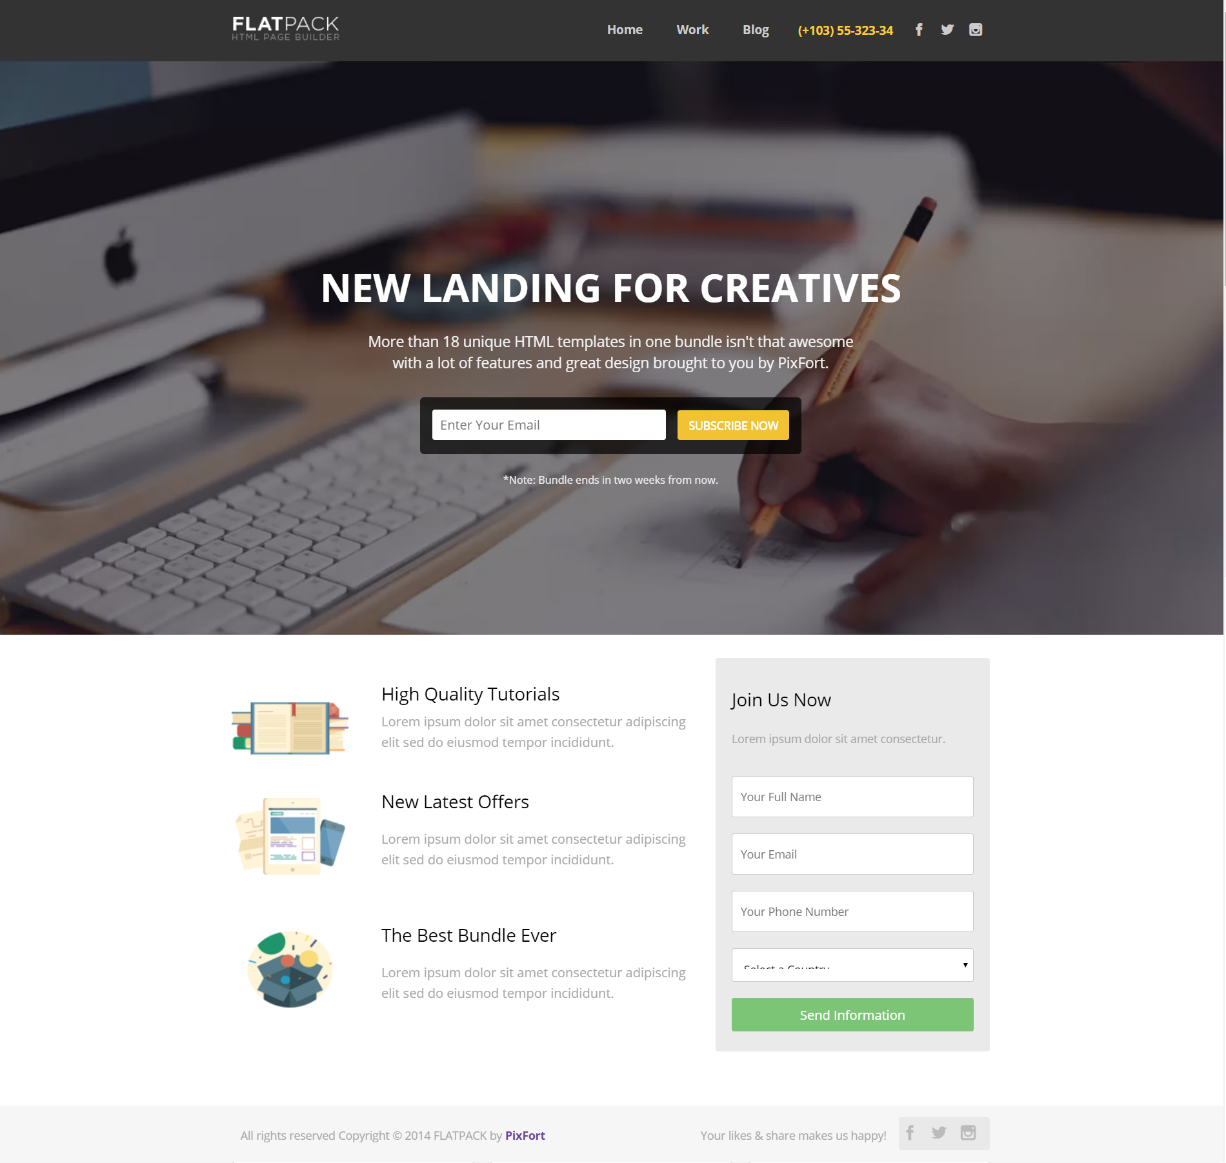 FLATPACK
HTML PAGE BUILDER
Home Work Blog (+103) 55-323-34
NEW LANDING FOR CREATIVES
More than 18 unique HTML templates in one bundle isn't that awesome
with a lot of features and great design brought to you by PixFort.
Enter Your Email SUBSCRIBE NOW
*Note: Bundle ends in two weeks from now.
High Quality Tutorials
Lorem ipsum dolor sit amet consectetur adipiscing
elit sed do eiusmod tempor incididunt.
New Latest Offers
Lorem ipsum dolor sit amet consectetur adipiscing
elit sed do eiusmod tempor incididunt.
The Best Bundle Ever
Lorem ipsum dolor sit amet consectetur adipiscing
elit sed do eiusmod tempor incididunt.
Join Us Now
Lorem ipsum dolor sit amet consectetur.
Your Full Name
Your Email
Your Phone Number
Select a Country
Send Information
All rights reserved Copyright © 2014 FLATPACK by PixFort
Your likes & share makes us happy!